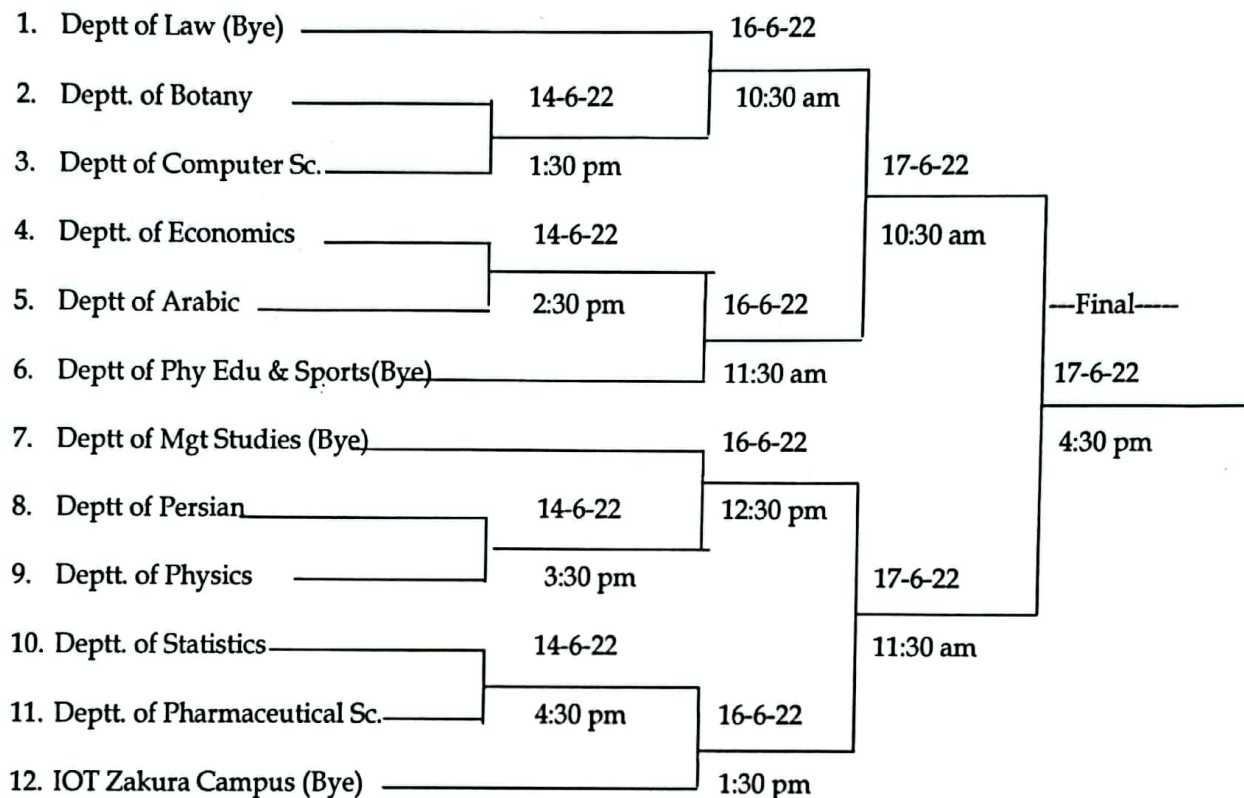 1. Deptt of Law (Bye) 16-6-22
2. Deptt. of Botany 14-6-22 10:30 am
3. Deptt of Computer Sc. 1:30 pm 17-6-22
4. Deptt. of Economics 14-6-22 10:30 am
5. Deptt of Arabic 2:30 pm 16-6-22 ---Final-----
6. Deptt of Phy Edu & Sports(Bye) 11:30 am 17-6-22
7. Deptt of Mgt Studies (Bye) 16-6-22 4:30 pm
8. Deptt of Persian 14-6-22 12:30 pm
9. Deptt. of Physics 3:30 pm 17-6-22
10. Deptt. of Statistics 14-6-22 11:30 am
11. Deptt. of Pharmaceutical Sc. 4:30 pm 16-6-22
12. IOT Zakura Campus (Bye) 1:30 pm